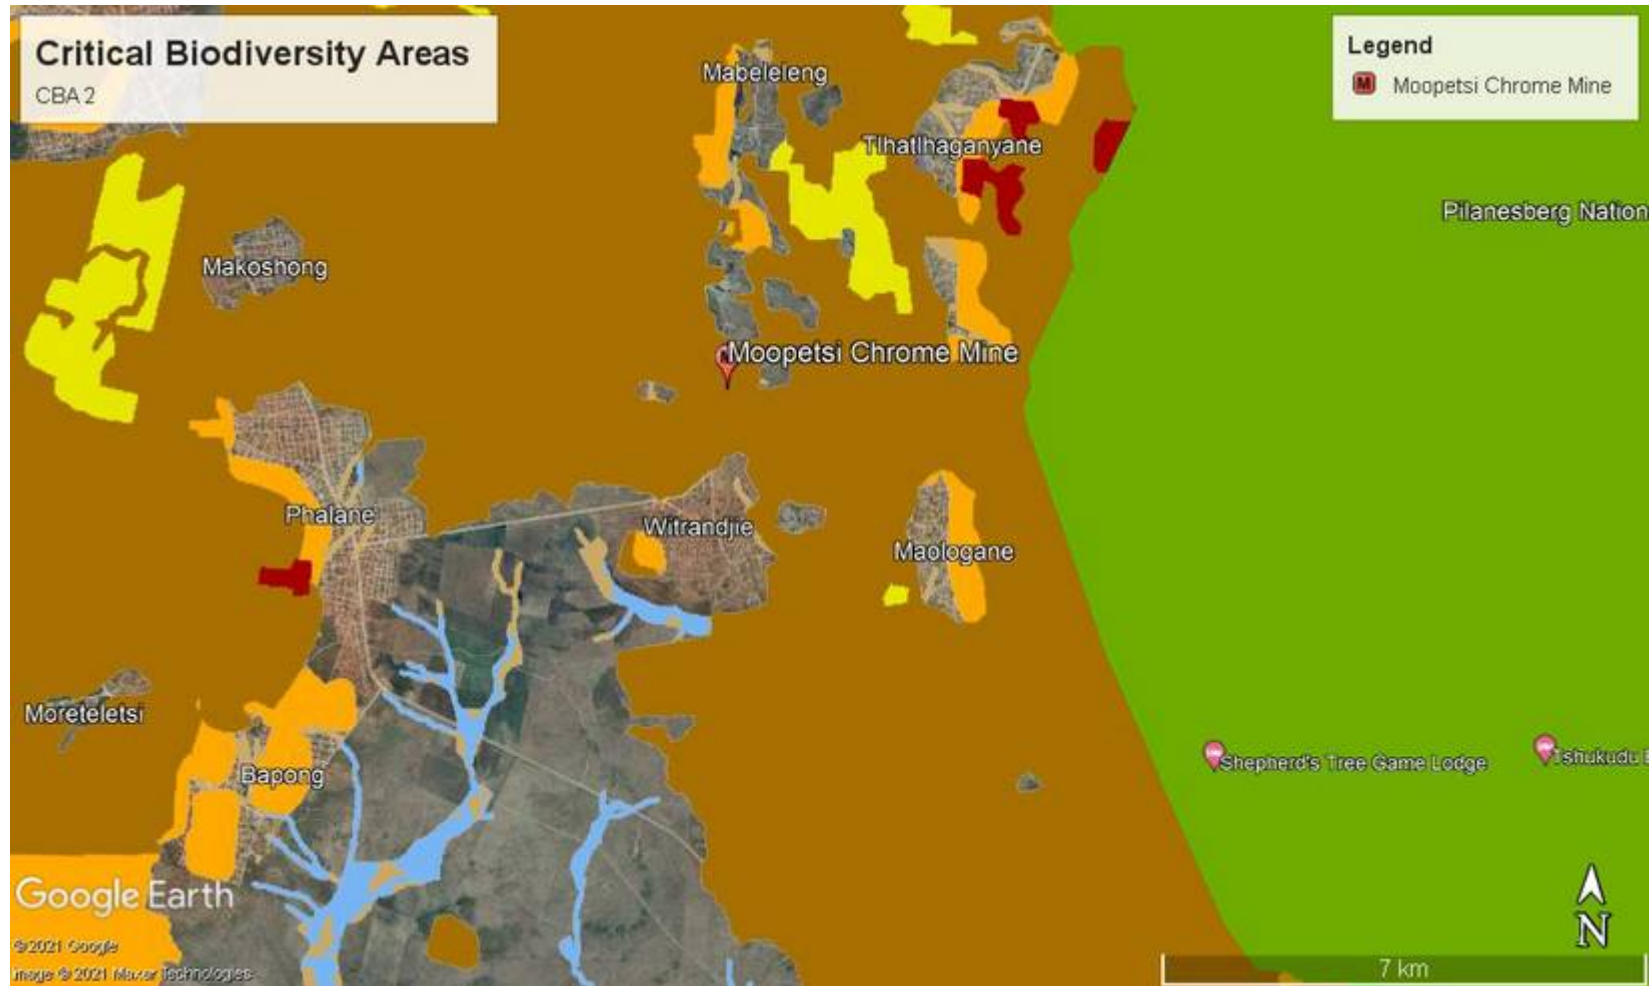 Critical Biodiversity Areas
CBA 2
Legend
M Moopetsi Chrome Mine
Mabeleleng
Tlhatlhaganyane
Pilanesberg Nation
Makoshong
Moopetsi Chrome Mine
Phalane
Witrandjie
Maologane
Moreteletsi
Bapong
Shepherd's Tree Game Lodge
Tshukudu
Google Earth
© 2021 Google
Image © 2021 Maxar Technologies
N
7 km